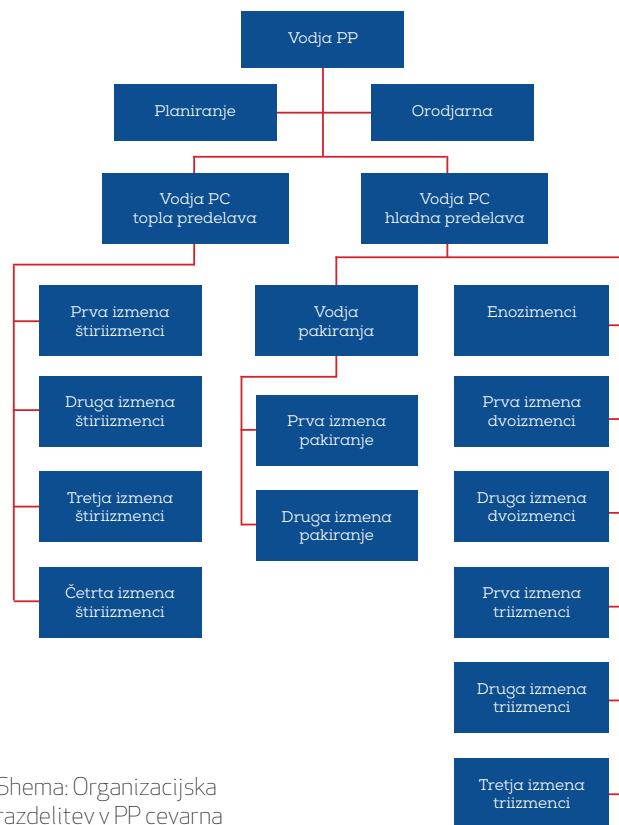 Vodja PP
Planiranje
Orodjarna
Vodja PC
topla predelava
Vodja PC
hladna predelava
Prva izmena
štiriizmenci
Druga izmena
štiriizmenci
Tretja izmena
štiriizmenci
Četrta izmena
štiriizmenci
Vodja
pakiranja
Prva izmena
pakiranje
Druga izmena
pakiranje
Enozimenci
Prva izmena
dvoizmenci
Druga izmena
dvoizmenci
Prva izmena
triizmenci
Druga izmena
triizmenci
Tretja izmena
triizmenci
Shema: Organizacijska
razdelitev v PP cevarna